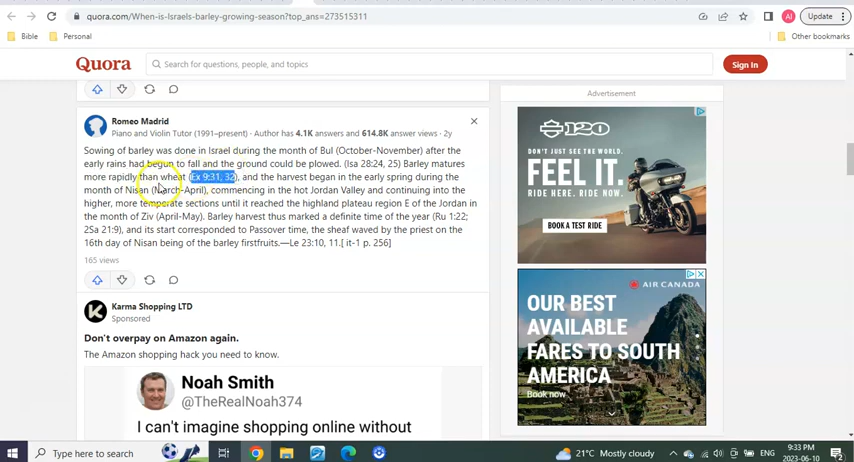 quora.com/When-is-Israels-barley-growing-season?top_ans=273515311
AI
Update
Bible
Personal
Other bookmarks
Quora
Search for questions, people, and topics
Sign In
Advertisement
Romeo Madrid
Piano and Violin Tutor (1991–present) · Author has 4.1K answers and 614.8K answer views · 2y
Sowing of barley was done in Israel during the month of Bul (October-November) after the
early rains had begun to fall and the ground could be plowed. (Isa 28:24, 25) Barley matures
more rapidly than wheat (Ex 9:31, 32), and the harvest began in the early spring during the
month of Nisan (March-April), commencing in the hot Jordan Valley and continuing into the
higher, more temperate sections until it reached the highland plateau region E of the Jordan in
the month of Ziv (April-May). Barley harvest thus marked a definite time of the year (Ru 1:22;
2Sa 21:9), and its start corresponded to Passover time, the sheaf waved by the priest on the
16th day of Nisan being of the barley firstfruits.—Le 23:10, 11.[ it-1 p. 256]
165 views
Karma Shopping LTD
Sponsored
Don't overpay on Amazon again.
The Amazon shopping hack you need to know.
Noah Smith
@TheRealNoah374
I can't imagine shopping online without
120
DON'T JUST SEE THE WORLD.
FEEL IT.
RIDE HERE. RIDE NOW.
BOOK A TEST RIDE
AIR CANADA
OUR BEST
AVAILABLE
FARES TO SOUTH
AMERICA
Book now
Type here to search
21°C Mostly cloudy
ENG
9:33 PM
2023-06-10
2